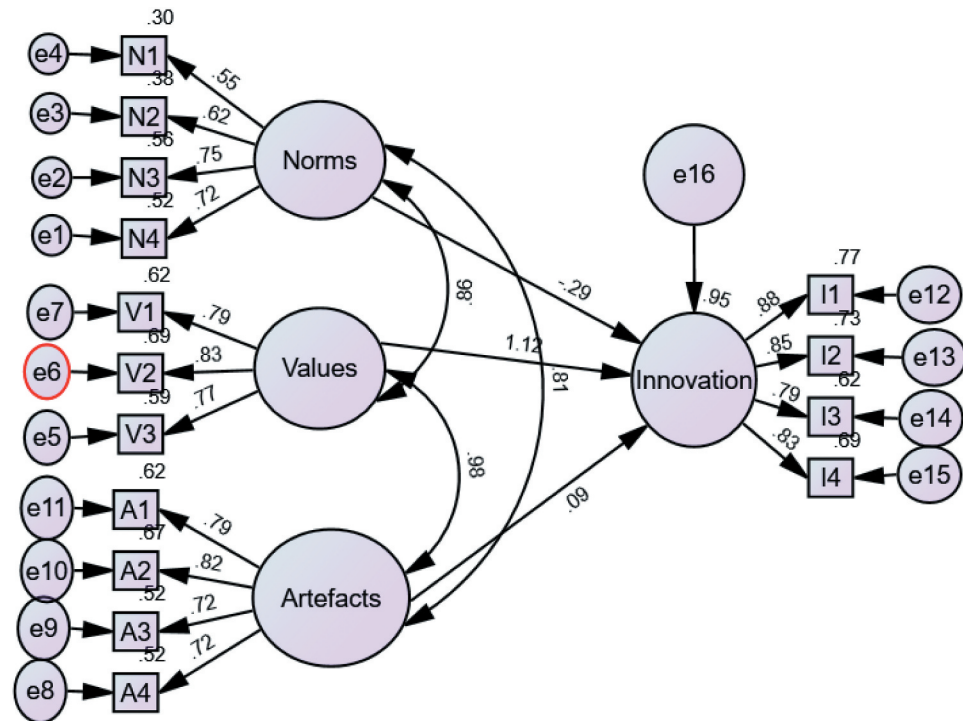 .30
e4 N1 .55
.38
e3 N2 .62
.56
e2 N3 .75
.52
e1 N4 .72
Norms
e16
.62
e7 V1 .79
.69
e6 V2 .83
.59
e5 V3 .77
Values
.62
e11 A1 .79
.67
e10 A2 .82
.52
e9 A3 .72
.52
e8 A4 .72
Artefacts
.98
.98
.81
-.29
1.12
.09
.95
Innovation
.77
.88 I1 e12
.73
.85 I2 e13
.62
.79 I3 e14
.69
.83 I4 e15